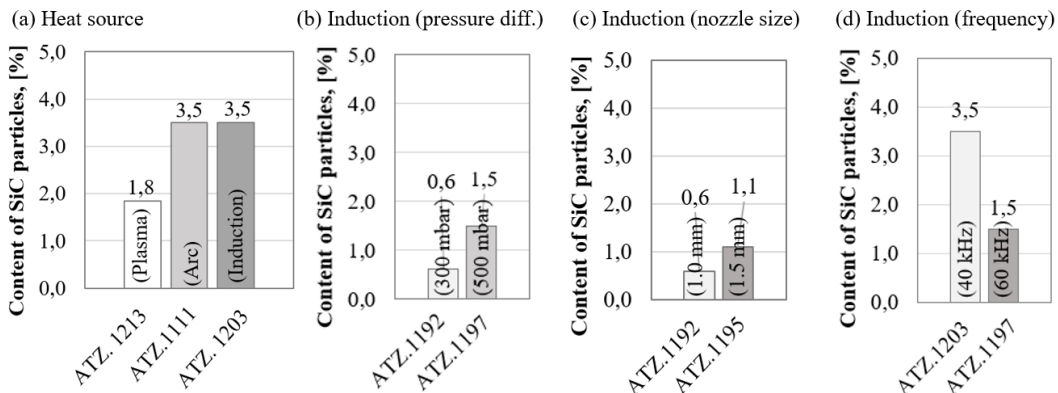 (a) Heat source
Content of SiC particles, [%]
5,0
4,0
3,0
2,0
1,0
0,0
1,8
3,5
3,5
(Plasma)
(Arc)
(Induction)
ATZ. 1213
ATZ.1111
ATZ. 1203
(b) Induction (pressure diff.)
Content of SiC particles, [%]
5,0
4,0
3,0
2,0
1,0
0,0
0,6
1,5
(300 mbar)
(500 mbar)
ATZ.1192
ATZ.1197
(c) Induction (nozzle size)
Content of SiC particles, [%]
5,0
4,0
3,0
2,0
1,0
0,0
0,6
1,1
(1.0 mm)
(1.5 mm)
ATZ.1192
ATZ.1195
(d) Induction (frequency)
Content of SiC particles, [%]
5,0
4,0
3,0
2,0
1,0
0,0
3,5
1,5
(40 kHz)
(60 kHz)
ATZ.1203
ATZ.1197